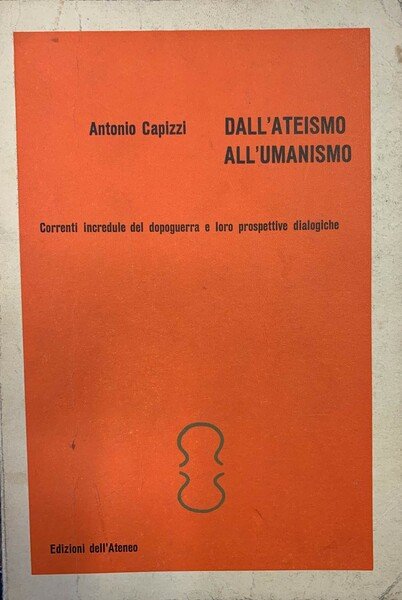 Antonio Capizzi
DALL'ATEISMO
ALL'UMANISMO
Correnti incredule del dopoguerra e loro prospettive dialogiche
Edizioni dell'Ateneo